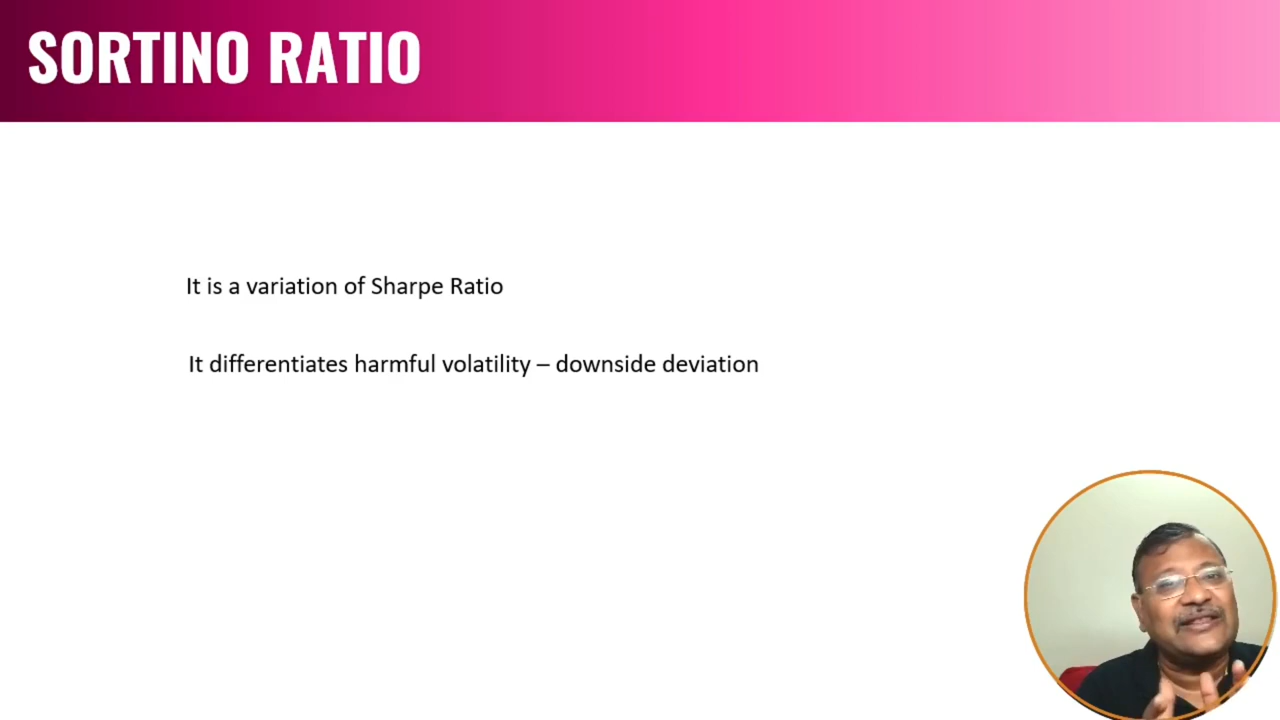 SORTINO RATIO
It is a variation of Sharpe Ratio
It differentiates harmful volatility – downside deviation